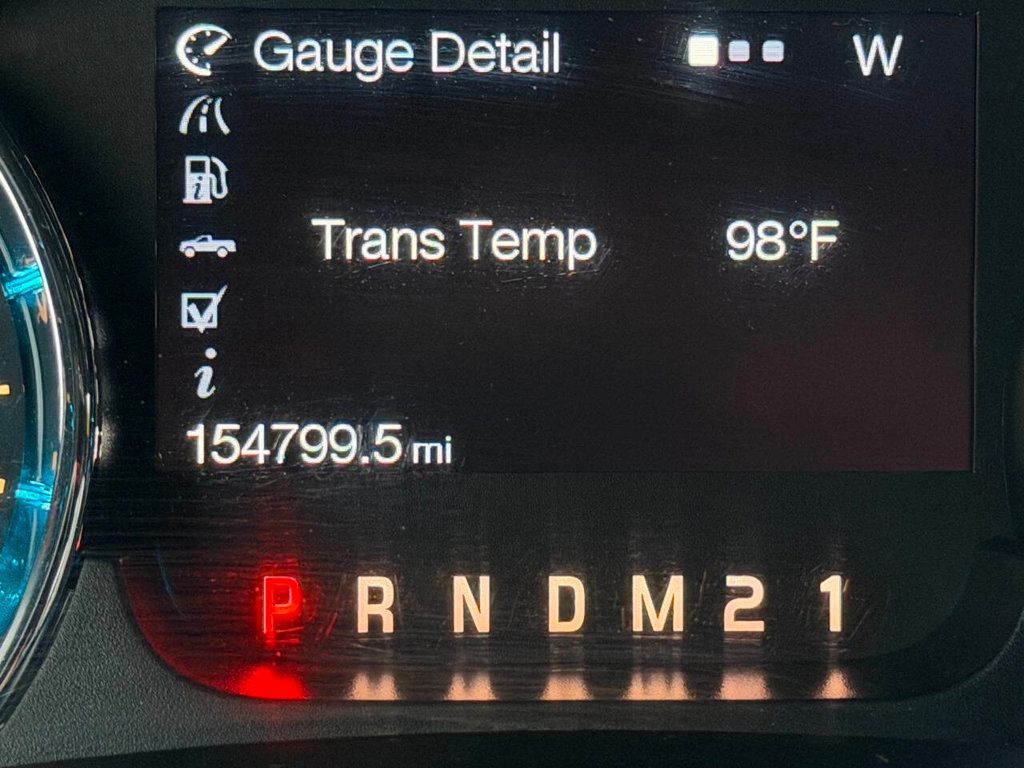 Gauge Detail W
Trans Temp 98°F
154799.5 mi
P R N D M 2 1